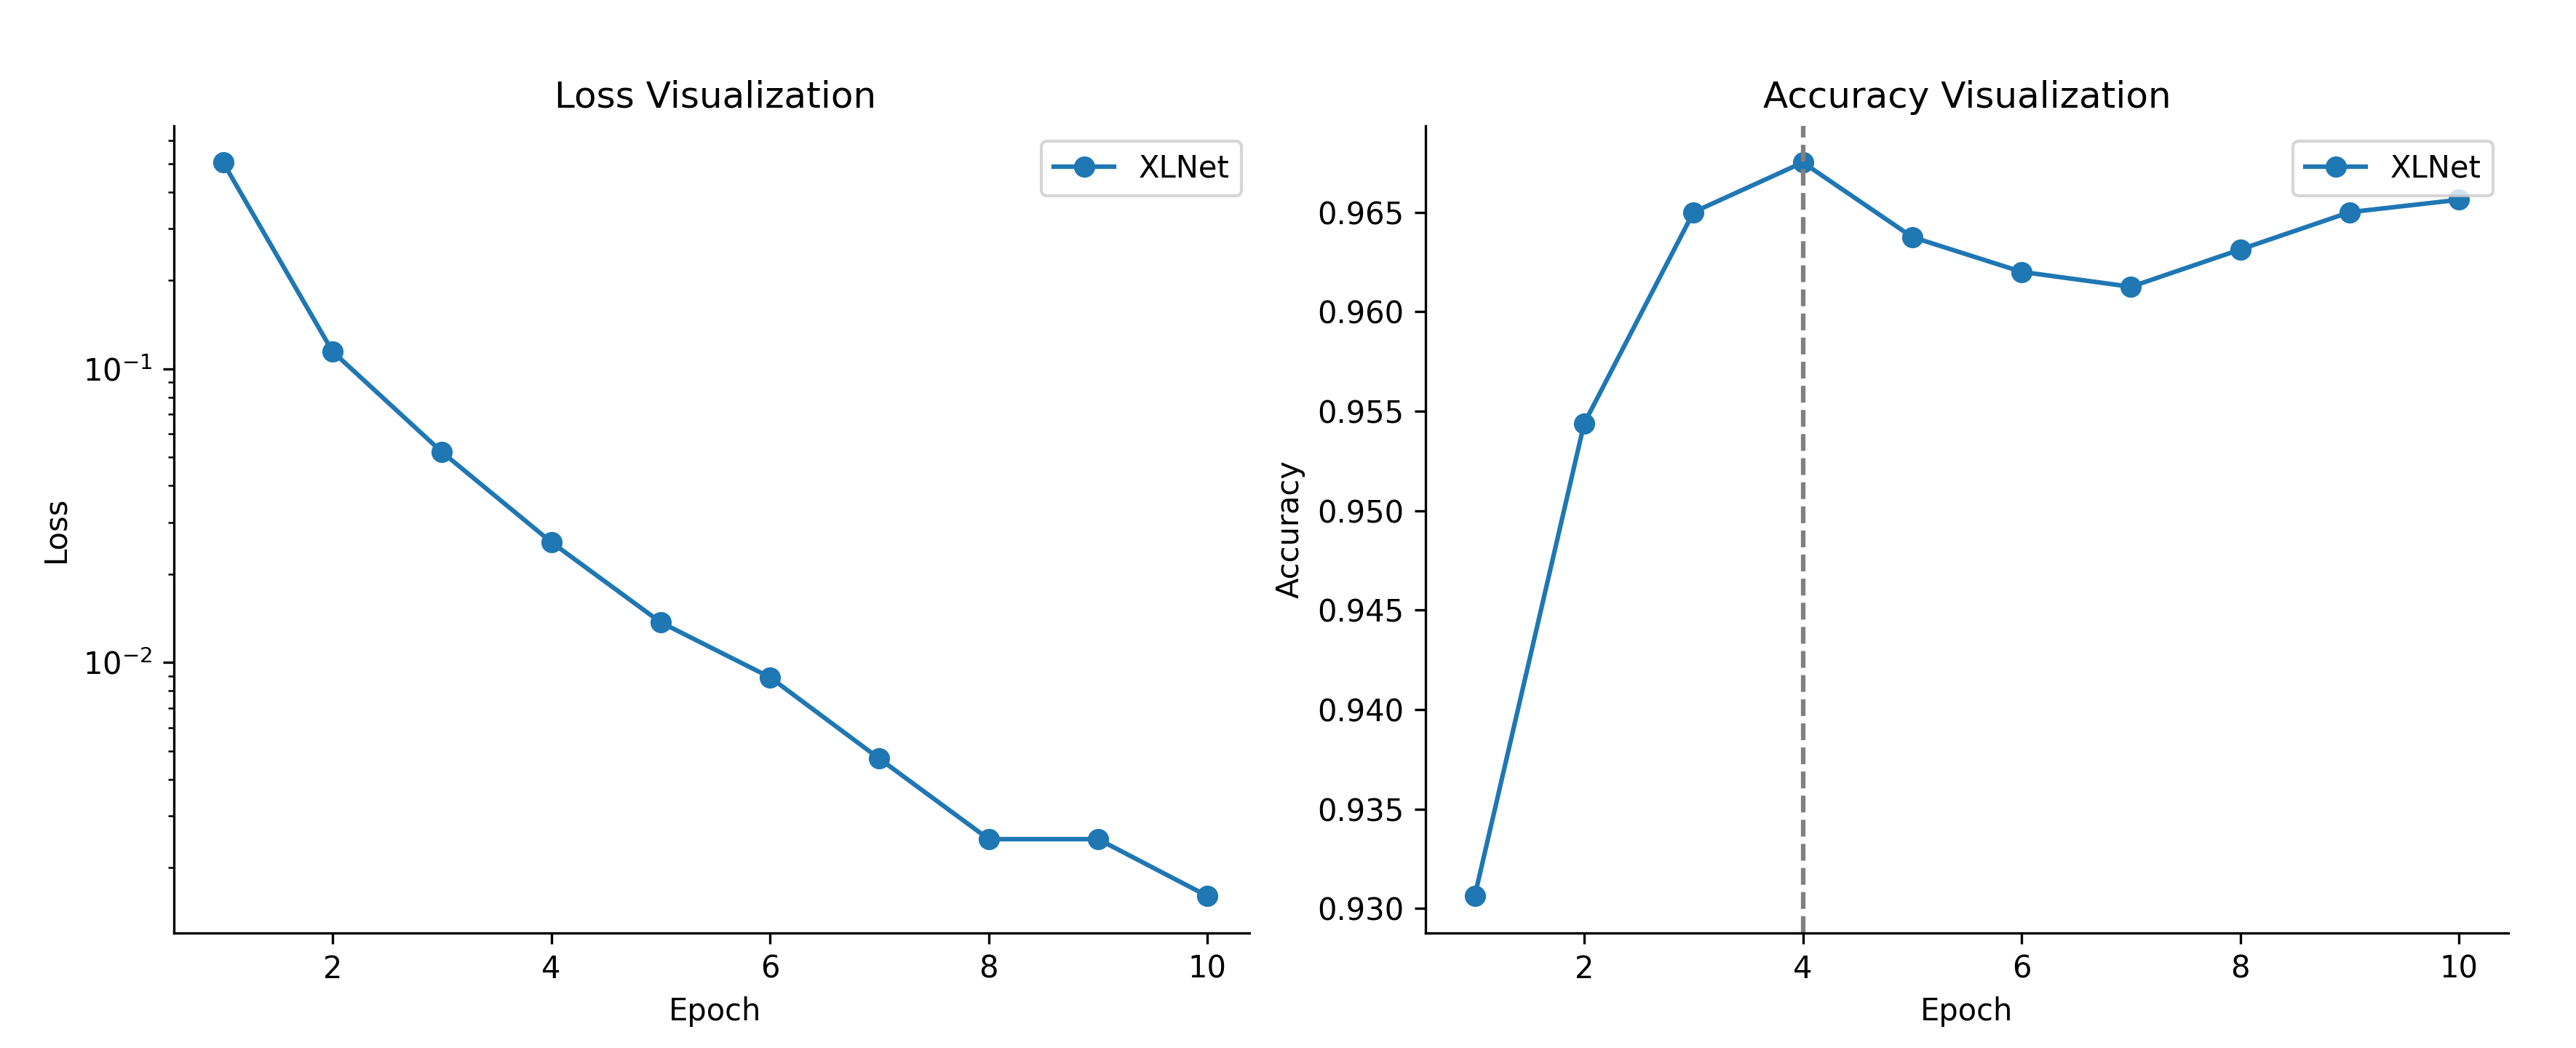 Loss Visualization
XLNet
10⁻¹
10⁻²
Loss
2 4 6 8 10
Epoch
Accuracy Visualization
XLNet
0.965
0.960
0.955
0.950
0.945
0.940
0.935
0.930
Accuracy
2 4 6 8 10
Epoch